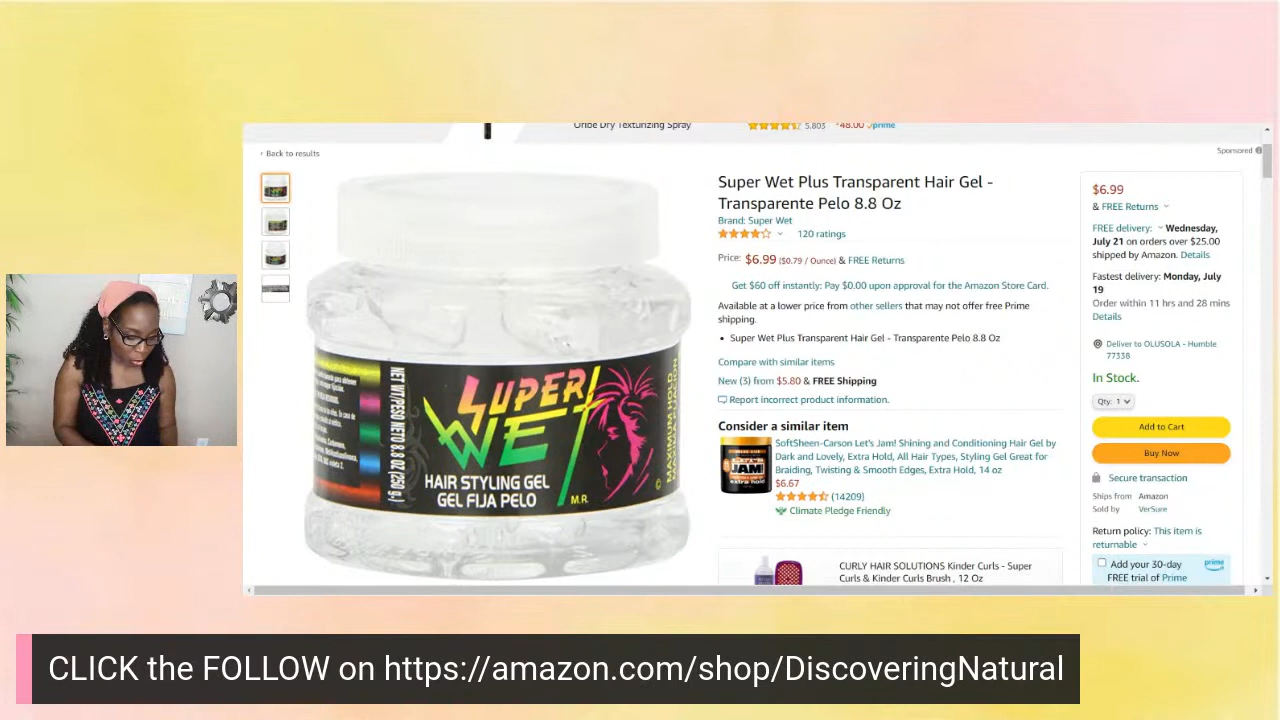 Oribe Dry Texturizing Spray
5,803
$48.00 prime
Back to results
Sponsored
Super Wet Plus Transparent Hair Gel -
Transparente Pelo 8.8 Oz
Brand: Super Wet
120 ratings
Price: $6.99 ($0.79 / Ounce) & FREE Returns
Get $60 off instantly: Pay $0.00 upon approval for the Amazon Store Card.
Available at a lower price from other sellers that may not offer free Prime
shipping.
• Super Wet Plus Transparent Hair Gel - Transparente Pelo 8.8 Oz
Compare with similar items
New (3) from $5.80 & FREE Shipping
Report incorrect product information.
Consider a similar item
SoftSheen-Carson Let's Jam! Shining and Conditioning Hair Gel by
Dark and Lovely, Extra Hold, All Hair Types, Styling Gel Great for
Braiding, Twisting & Smooth Edges, Extra Hold, 14 oz
$6.67
(14209)
Climate Pledge Friendly
CURLY HAIR SOLUTIONS Kinder Curls - Super
Curls & Kinder Curls Brush , 12 Oz
$6.99
& FREE Returns
FREE delivery: Wednesday,
July 21 on orders over $25.00
shipped by Amazon. Details
Fastest delivery: Monday, July
19
Order within 11 hrs and 28 mins
Details
Deliver to OLUSOLA - Humble
77338
In Stock.
Qty: 1
Add to Cart
Buy Now
Secure transaction
Ships from Amazon
Sold by VerSure
Return policy: This item is
returnable
Add your 30-day
FREE trial of Prime
prime
SUPER
WET
HAIR STYLING GEL
GEL FIJA PELO
M.R.
NET WT/PESO NETO 8.8 OZ (250 g)
MAXIMUM HOLD
JAM!
extra hold
CLICK the FOLLOW on https://amazon.com/shop/DiscoveringNatural